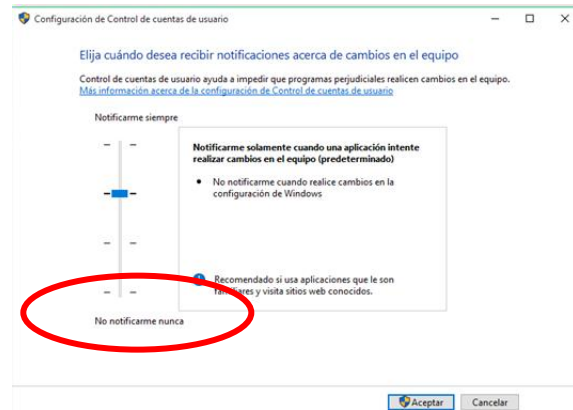 Configuración de Control de cuentas de usuario
Elija cuándo desea recibir notificaciones acerca de cambios en el equipo
Control de cuentas de usuario ayuda a impedir que programas perjudiciales realicen cambios en el equipo.
Más información acerca de la configuración de Control de cuentas de usuario
Notificarme siempre
Notificarme solamente cuando una aplicación intente
realizar cambios en el equipo (predeterminado)
• No notificarme cuando realice cambios en la
configuración de Windows
Recomendado si usa aplicaciones que le son
familiares y visita sitios web conocidos.
No notificarme nunca
Aceptar
Cancelar